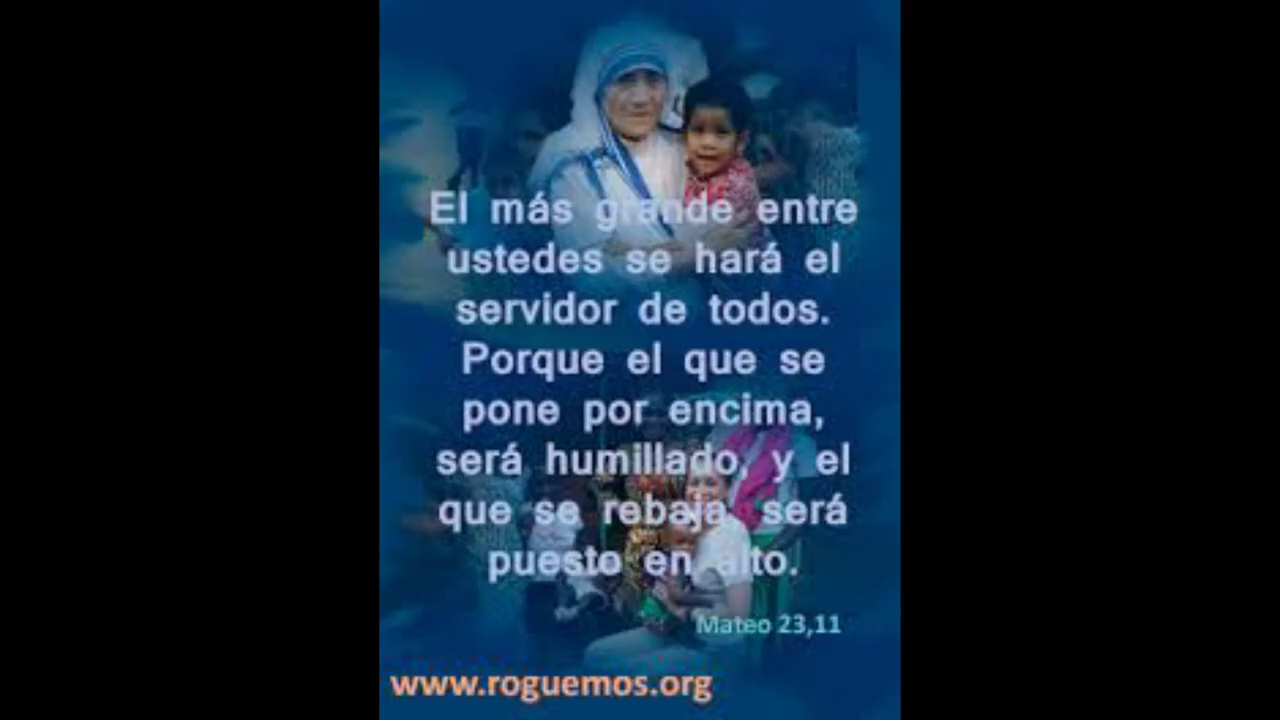 El más grande entre
ustedes se hará el
servidor de todos.
Porque el que se
pone por encima,
será humillado, y el
que se rebaja, será
puesto en alto.
Mateo 23,11
www.roguemos.org